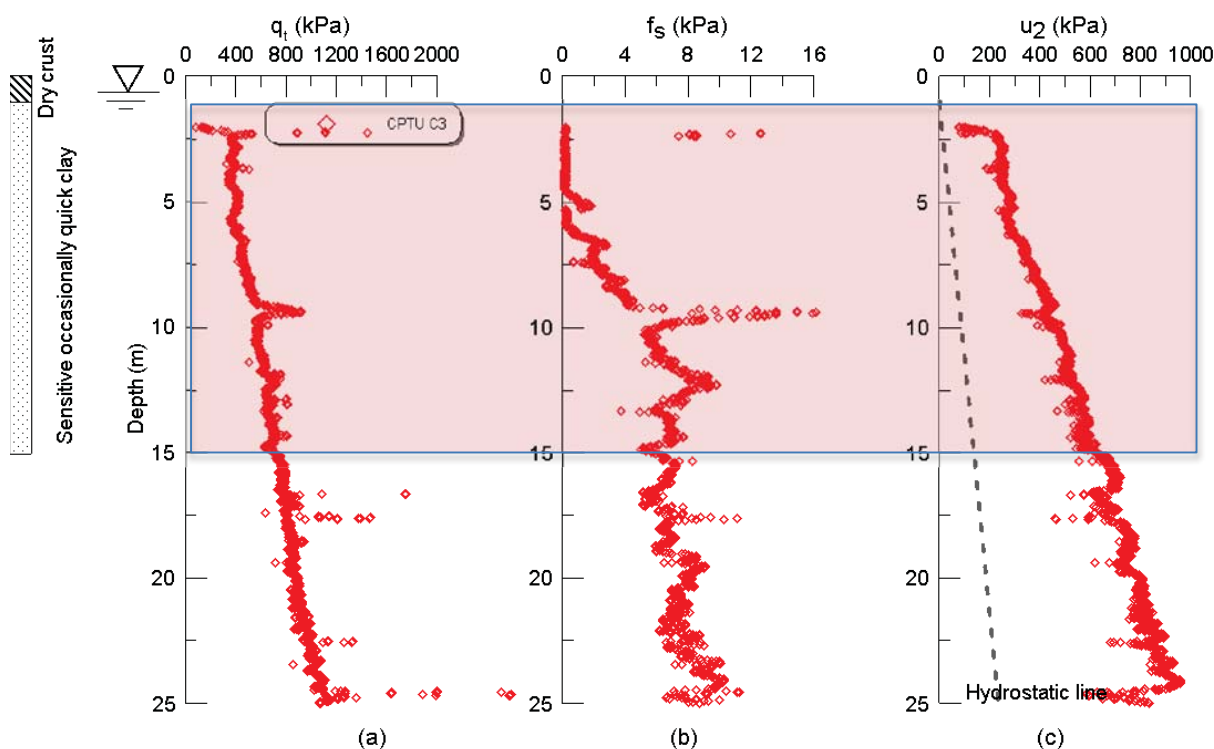 qt (kPa)
fs (kPa)
u2 (kPa)
0 400 800 1200 1600 2000
0 4 8 12 16
0 200 400 600 800 1000
Dry crust
Sensitive occasionally quick clay
Depth (m)
0
5
10
15
20
25
CPTU C3
0
5
10
15
20
25
0
5
10
15
20
25
Hydrostatic line
(a)
(b)
(c)